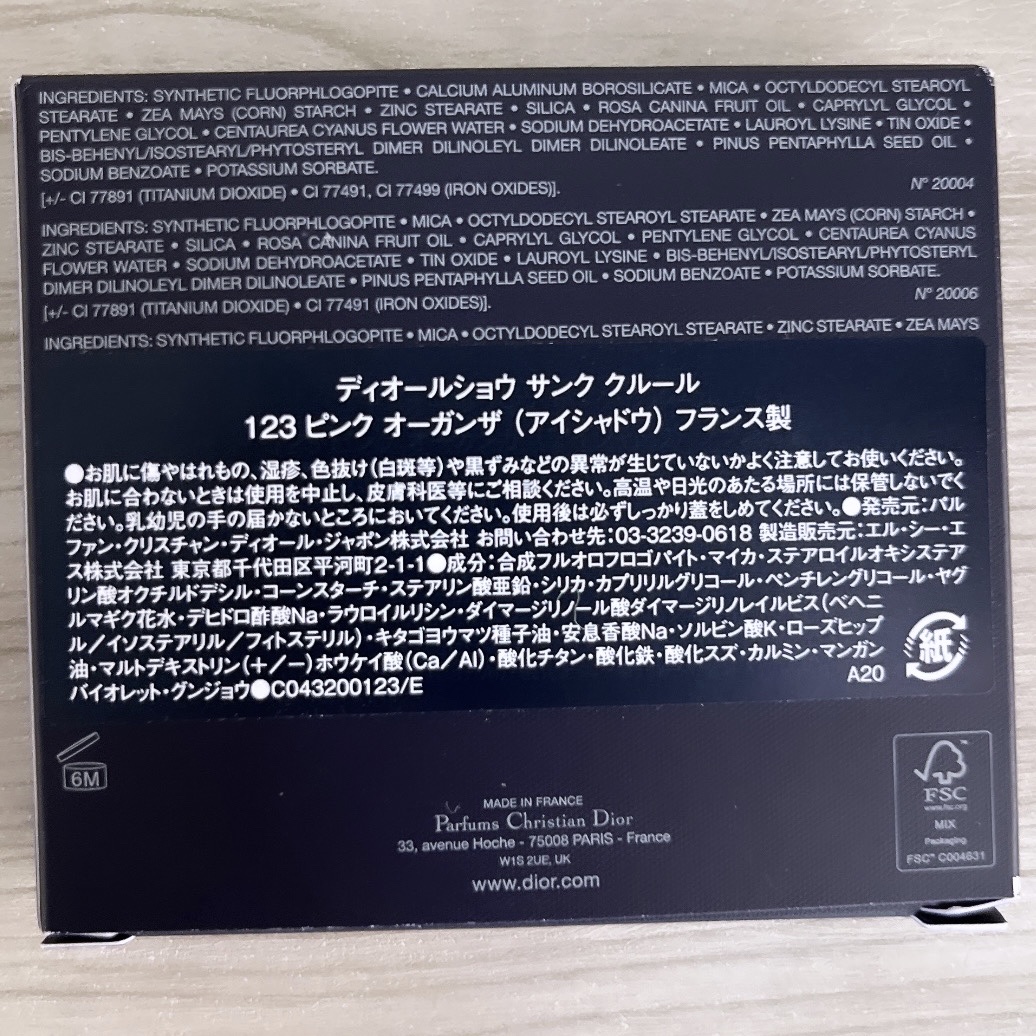 INGREDIENTS: SYNTHETIC FLUORPHLOGOPITE • CALCIUM ALUMINUM BOROSILICATE • MICA • OCTYLDODECYL STEAROYL
STEARATE • ZEA MAYS (CORN) STARCH • ZINC STEARATE • SILICA • ROSA CANINA FRUIT OIL • CAPRYLYL GLYCOL •
PENTYLENE GLYCOL • CENTAUREA CYANUS FLOWER WATER • SODIUM DEHYDROACETATE • LAUROYL LYSINE • TIN OXIDE •
BIS-BEHENYL/ISOSTEARYL/PHYTOSTERYL DIMER DILINOLEYL DIMER DILINOLEATE • PINUS PENTAPHYLLA SEED OIL •
SODIUM BENZOATE • POTASSIUM SORBATE.
[+/- CI 77891 (TITANIUM DIOXIDE) • CI 77491, CI 77499 (IRON OXIDES)].
N° 20004
INGREDIENTS: SYNTHETIC FLUORPHLOGOPITE • MICA • OCTYLDODECYL STEAROYL STEARATE • ZEA MAYS (CORN) STARCH •
ZINC STEARATE • SILICA • ROSA CANINA FRUIT OIL • CAPRYLYL GLYCOL • PENTYLENE GLYCOL • CENTAUREA CYANUS
FLOWER WATER • SODIUM DEHYDROACETATE • TIN OXIDE • LAUROYL LYSINE • BIS-BEHENYL/ISOSTEARYL/PHYTOSTERYL
DIMER DILINOLEYL DIMER DILINOLEATE • PINUS PENTAPHYLLA SEED OIL • SODIUM BENZOATE • POTASSIUM SORBATE.
[+/- CI 77891 (TITANIUM DIOXIDE) • CI 77491 (IRON OXIDES)].
N° 20006
INGREDIENTS: SYNTHETIC FLUORPHLOGOPITE • MICA • OCTYLDODECYL STEAROYL STEARATE • ZINC STEARATE • ZEA MAYS
ディオールショウ サンク クルール
123 ピンク オーガンザ（アイシャドウ）フランス製
●お肌に傷やはれもの、湿疹、色抜け（白斑等）や黒ずみなどの異常が生じていないかよく注意してお使いください。
お肌に合わないときは使用を中止し、皮膚科医等にご相談ください。高温や日光のあたる場所には保管しないでく
ださい。乳幼児の手の届かないところにおいてください。使用後は必ずしっかり蓋をしめてください。●発売元：パル
ファン・クリスチャン・ディオール・ジャポン株式会社 お問い合わせ先：03-3239-0618 製造販売元：エル・シー・エ
ス株式会社 東京都千代田区平河町2-1-1●成分：合成フルオロフロゴパイト・マイカ・ステアロイルオキシステア
リン酸オクチルドデシル・コーンスターチ・ステアリン酸亜鉛・シリカ・カプリリルグリコール・ペンチレングリコール・ヤグ
ルマギク花水・デヒドロ酢酸Na・ラウロイルリシン・ダイマージリノール酸ダイマージリノレイルビス（ベヘニ
ル／イソステアリル／フィトステリル）・キタゴヨウマツ種子油・安息香酸Na・ソルビン酸K・ローズヒップ
油・マルトデキストリン（＋／−）ホウケイ酸（Ca／Al）・酸化チタン・酸化鉄・酸化スズ・カルミン・マンガン
バイオレット・グンジョウ●C043200123/E
A20
紙
6M
MADE IN FRANCE
Parfums Christian Dior
33, avenue Hoche - 75008 PARIS - France
W1S 2UE, UK
www.dior.com
FSC
www.fsc.org
MIX
Packaging
FSC™ C004631